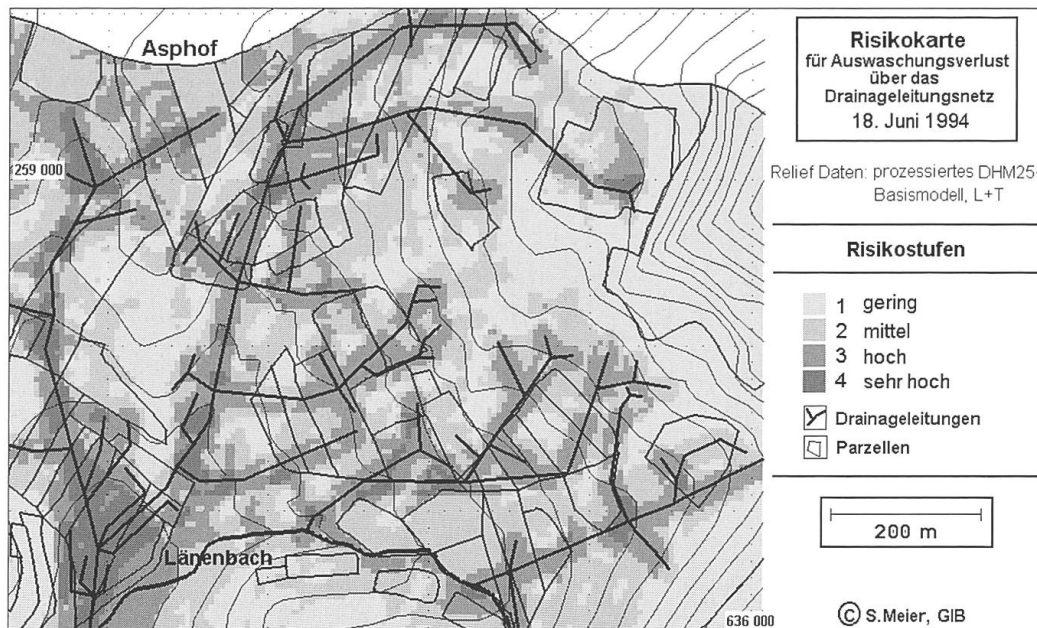 Asphof
259 000
Länenbach
636 000
Risikokarte
für Auswaschungsverlust
über das
Drainageleitungsnetz
18. Juni 1994
Relief Daten: prozessiertes DHM25-
Basismodell, L+T
Risikostufen
1 gering
2 mittel
3 hoch
4 sehr hoch
Drainageleitungen
Parzellen
200 m
© S.Meier, GIB